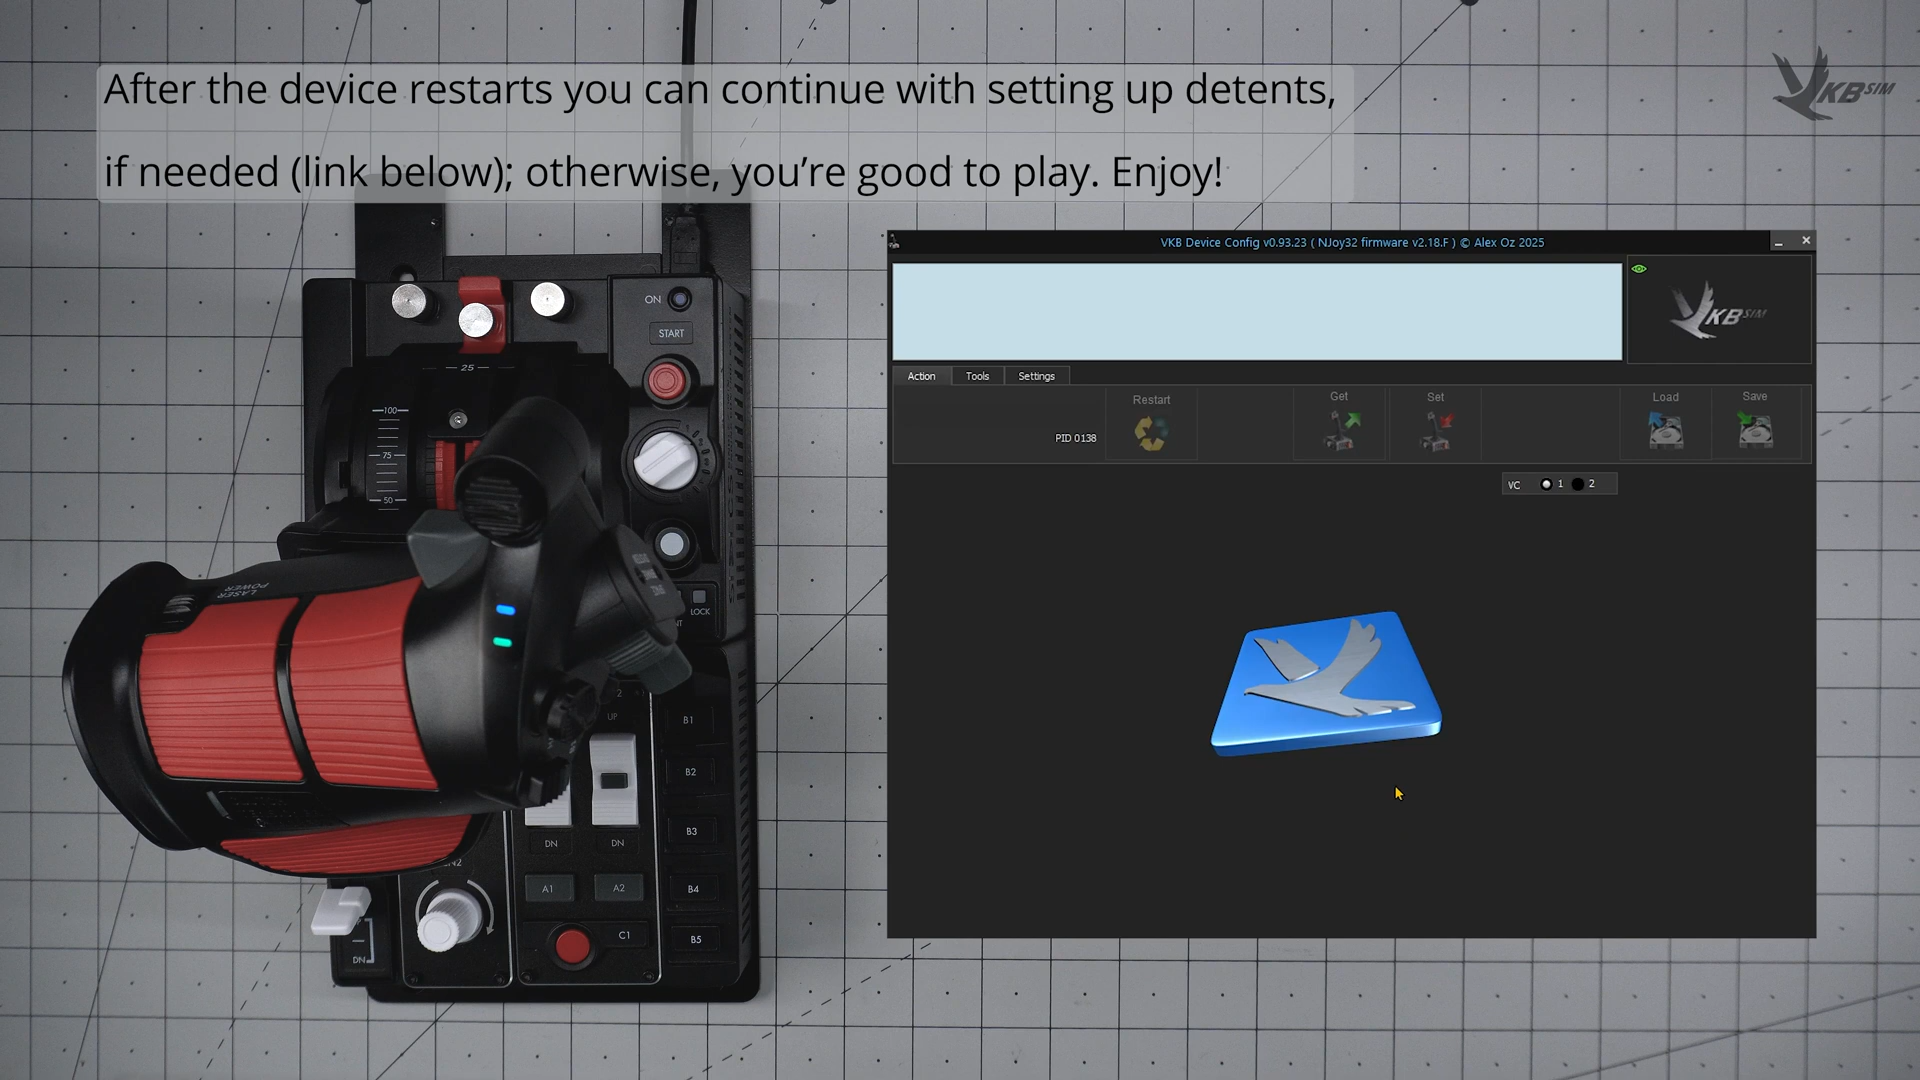 After the device restarts you can continue with setting up detents,
if needed (link below); otherwise, you’re good to play. Enjoy!
VKB SIM
VKB Device Config v0.93.23 ( NJoy32 firmware v2.18.F ) © Alex Oz 2025
VKB SIM
Action Tools Settings
Restart
Get
Set
Load
Save
PID 0138
VC 1 2
ON
START
25
100
75
50
LASER
POWER
LOCK
2
UP
B1
B2
B3
B4
B5
DN
DN
A1
A2
C1
DN